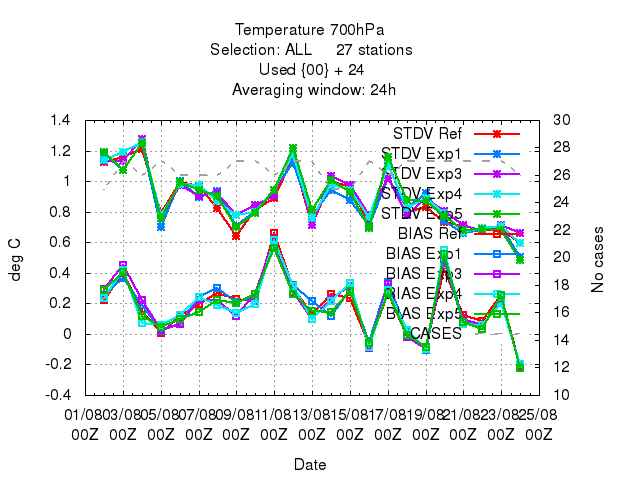 Temperature 700hPa
Selection: ALL 27 stations
Used {00} + 24
Averaging window: 24h
1.4
1.2
1
0.8
0.6
0.4
0.2
0
-0.2
-0.4
30
28
26
24
22
20
18
16
14
12
10
deg C
No cases
STDV Ref
STDV Exp1
STDV Exp3
STDV Exp4
STDV Exp5
BIAS Ref
BIAS Exp1
BIAS Exp3
BIAS Exp4
BIAS Exp5
CASES
01/08 03/08 05/08 07/08 09/08 11/08 13/08 15/08 17/08 19/08 21/08 23/08 25/08
00Z 00Z 00Z 00Z 00Z 00Z 00Z 00Z 00Z 00Z 00Z 00Z 00Z
Date